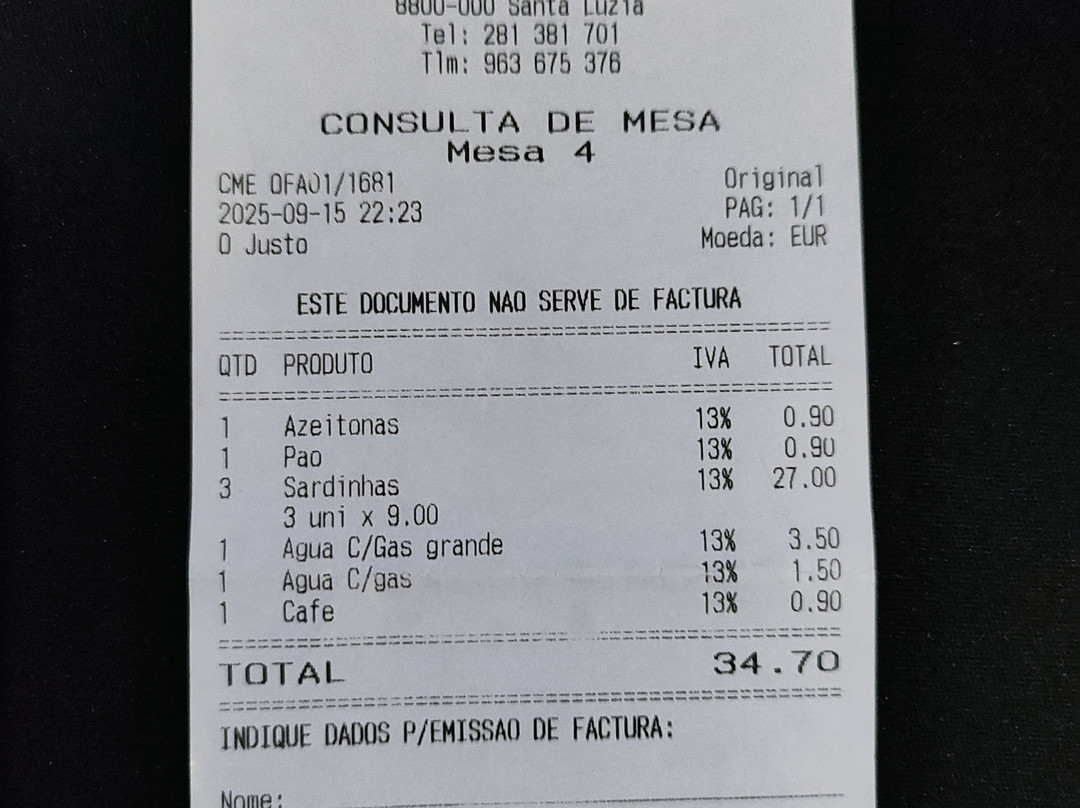 8800-000 Santa Luzia
Tel: 281 381 701
Tlm: 963 675 376
CONSULTA DE MESA
Mesa 4
CME OFA01/1681 Original
2025-09-15 22:23 PAG: 1/1
O Justo Moeda: EUR
ESTE DOCUMENTO NAO SERVE DE FACTURA
QTD PRODUTO IVA TOTAL
1 Azeitonas 13% 0.90
1 Pao 13% 0.90
3 Sardinhas 13% 27.00
3 uni x 9.00
1 Agua C/Gas grande 13% 3.50
1 Agua C/gas 13% 1.50
1 Cafe 13% 0.90
TOTAL 34.70
INDIQUE DADOS P/EMISSAO DE FACTURA:
Nome: